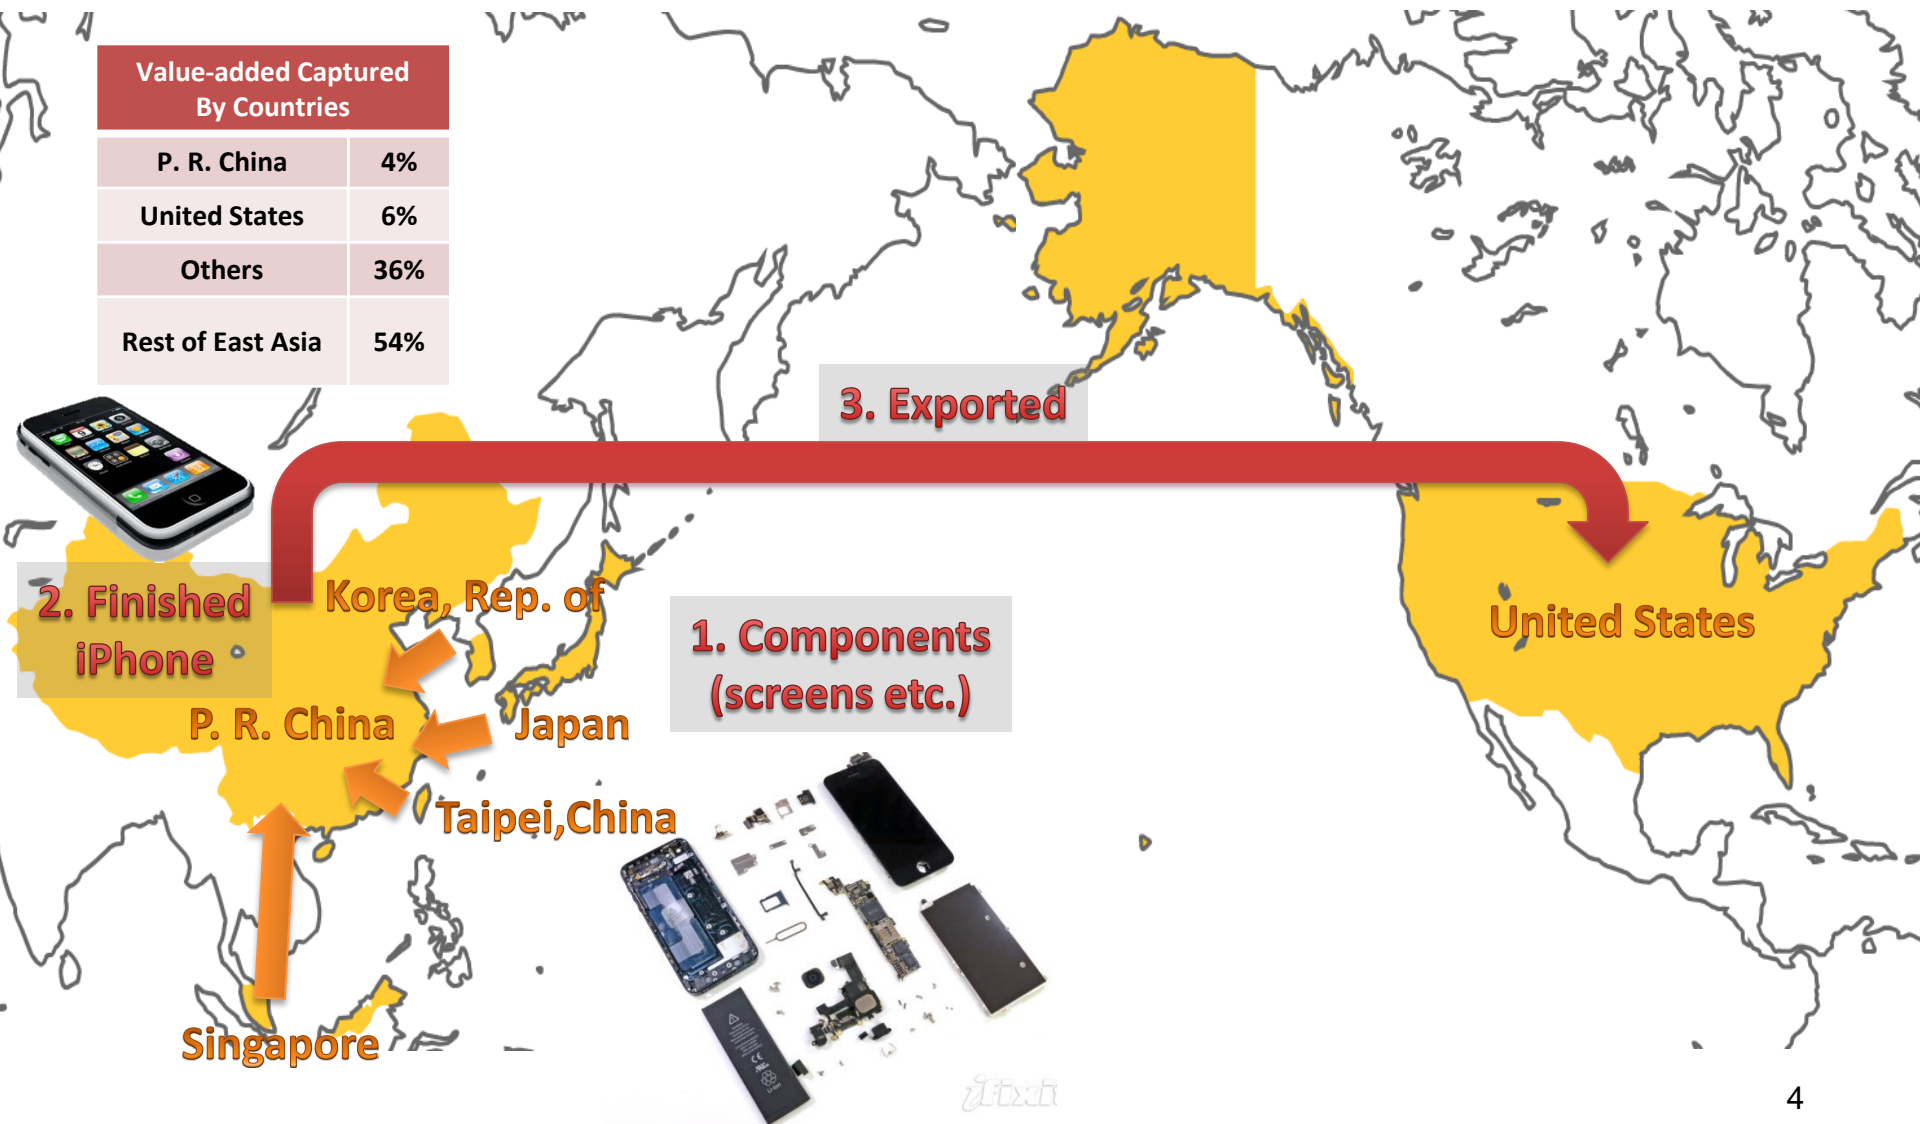 Value-added Captured
By Countries
P. R. China 4%
United States 6%
Others 36%
Rest of East Asia 54%
3. Exported
2. Finished
iPhone
Korea, Rep. of
1. Components
(screens etc.)
United States
P. R. China
Japan
Taipei,China
Singapore
iFixit
4